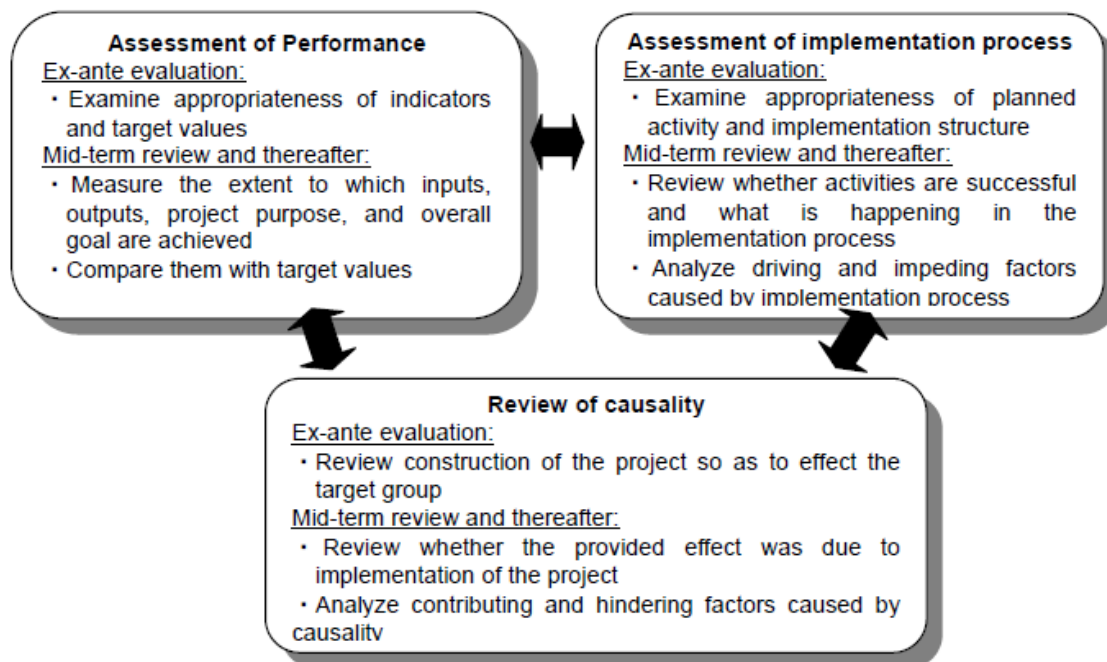 Assessment of Performance
Ex-ante evaluation:
・Examine appropriateness of indicators
and target values
Mid-term review and thereafter:
・Measure the extent to which inputs,
outputs, project purpose, and overall
goal are achieved
・Compare them with target values
Assessment of implementation process
Ex-ante evaluation:
・Examine appropriateness of planned
activity and implementation structure
Mid-term review and thereafter:
・Review whether activities are successful
and what is happening in the
implementation process
・Analyze driving and impeding factors
caused by implementation process
Review of causality
Ex-ante evaluation:
・Review construction of the project so as to effect the
target group
Mid-term review and thereafter:
・Review whether the provided effect was due to
implementation of the project
・Analyze contributing and hindering factors caused by
causality